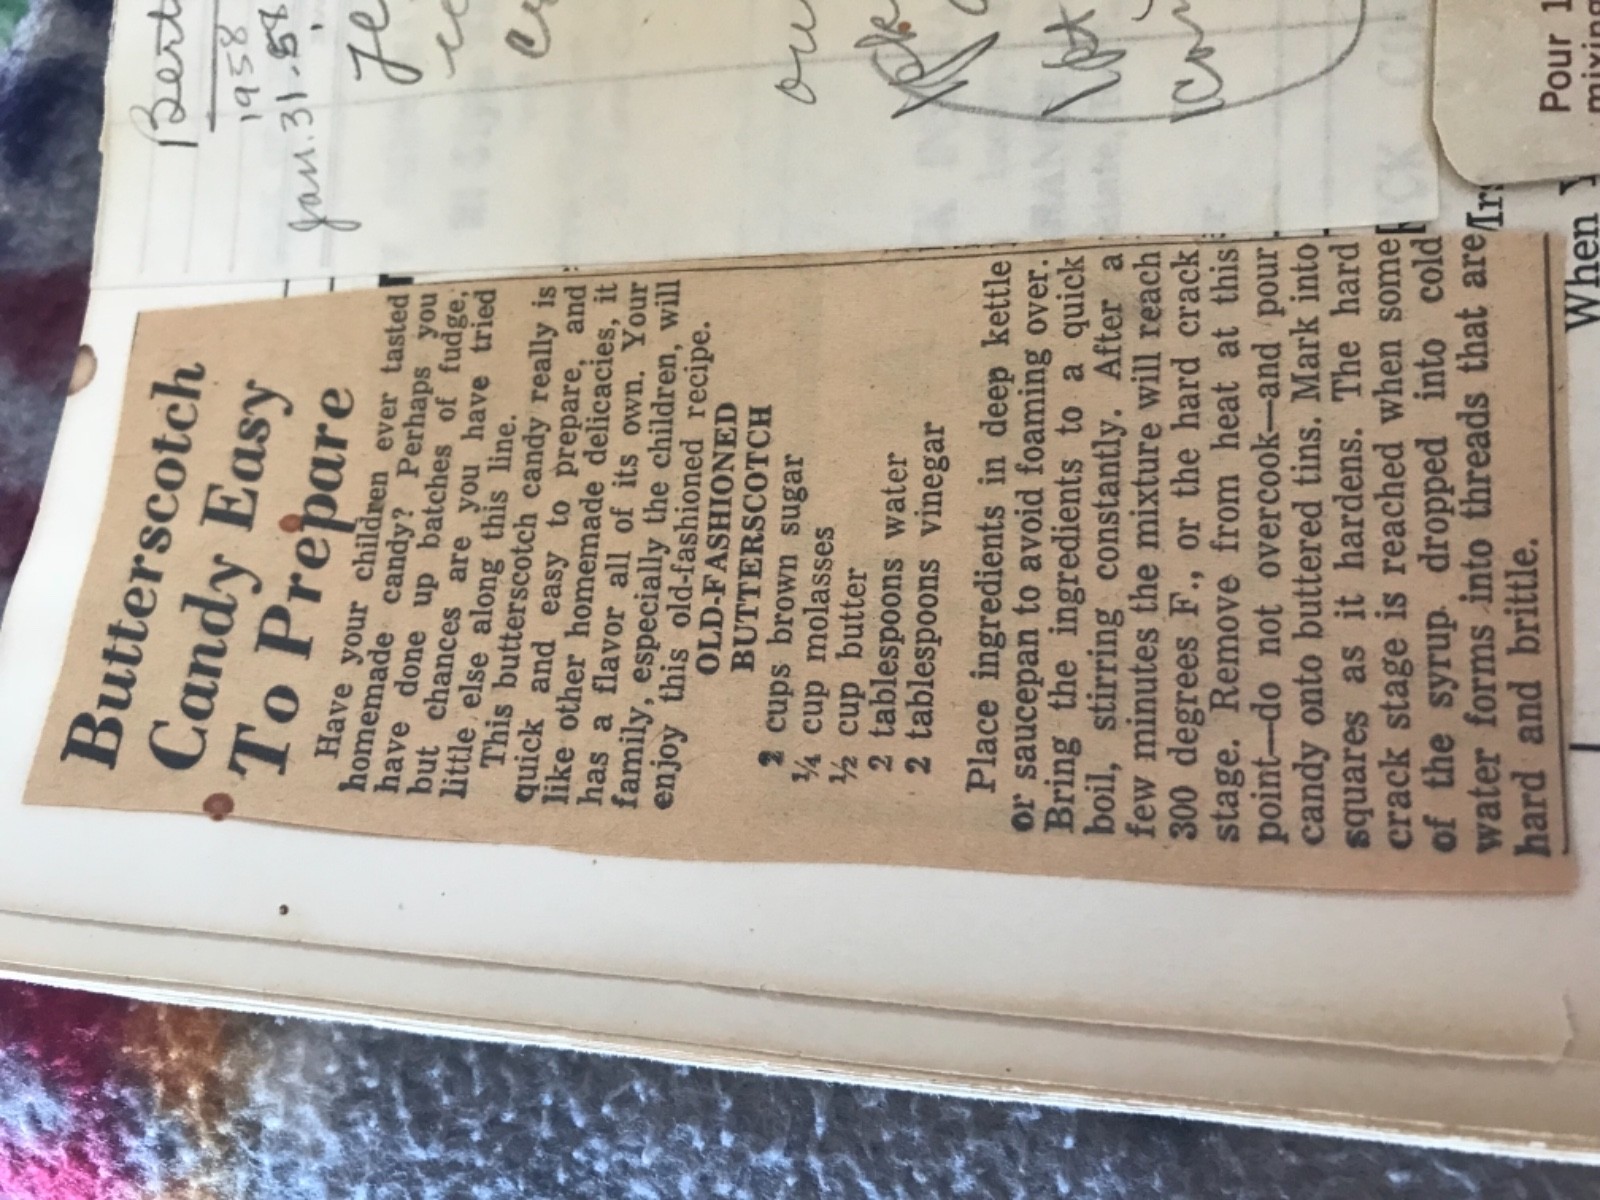 Butterscotch
Candy Easy
To Prepare
Have your children ever tasted
homemade candy? Perhaps you
have done up batches of fudge,
but chances are you have tried
little else along this line.
This butterscotch candy really is
quick and easy to prepare, and
like other homemade delicacies, it
has a flavor all of its own. Your
family, especially the children, will
enjoy this old-fashioned recipe.
OLD-FASHIONED
BUTTERSCOTCH
2 cups brown sugar
¼ cup molasses
½ cup butter
2 tablespoons water
2 tablespoons vinegar
Place ingredients in deep kettle
or saucepan to avoid foaming over.
Bring the ingredients to a quick
boil, stirring constantly. After a
few minutes the mixture will reach
300 degrees F., or the hard crack
stage. Remove from heat at this
point—do not overcook—and pour
candy onto buttered tins. Mark into
squares as it hardens. The hard
crack stage is reached when some
of the syrup dropped into cold
water forms into threads that are
hard and brittle.
Bert
1958
Jan. 31-58
Pour 1
mixing
When